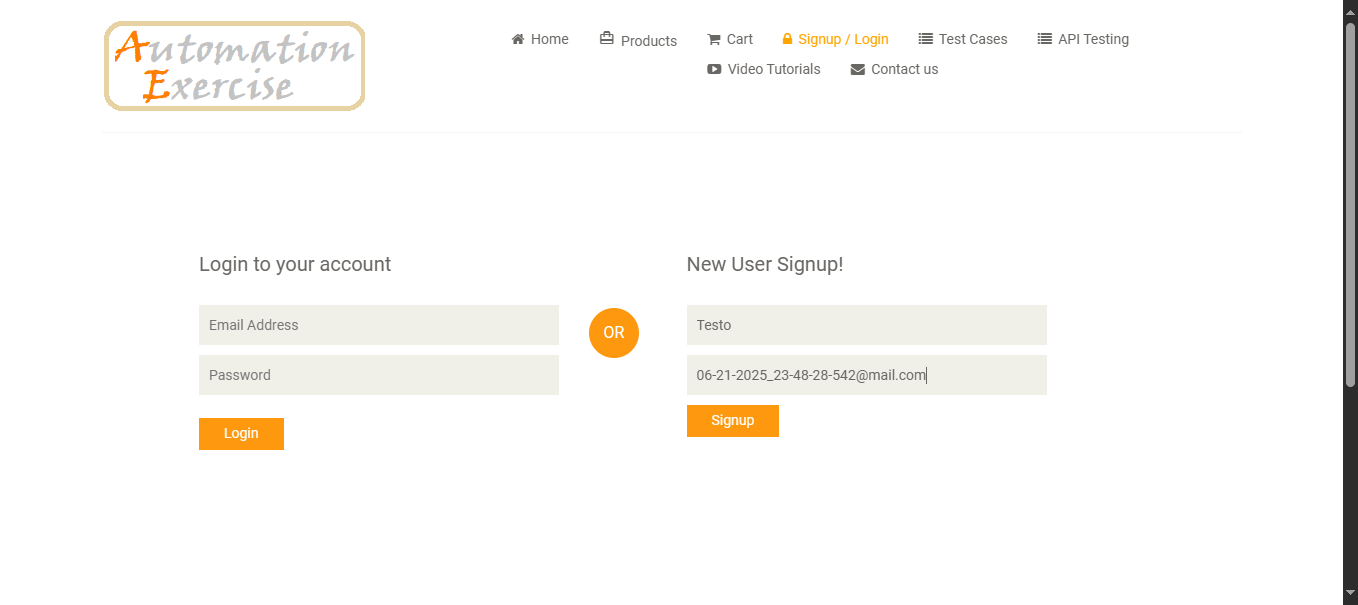 Automation
Exercise
Home Products Cart Signup / Login Test Cases API Testing
Video Tutorials Contact us
Login to your account
Email Address
Password
Login
OR
New User Signup!
Testo
06-21-2025_23-48-28-542@mail.com
Signup